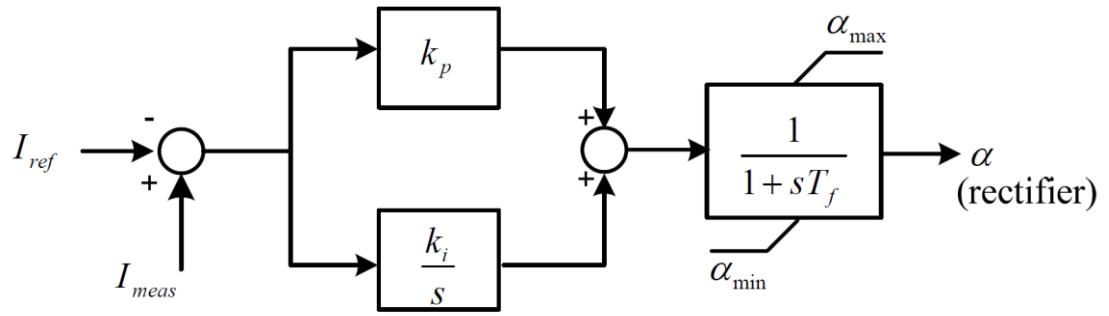 α_max
k_p
-
I_ref
+
I_meas
+
+
1
1 + sT_f
α
(rectifier)
k_i
s
α_min